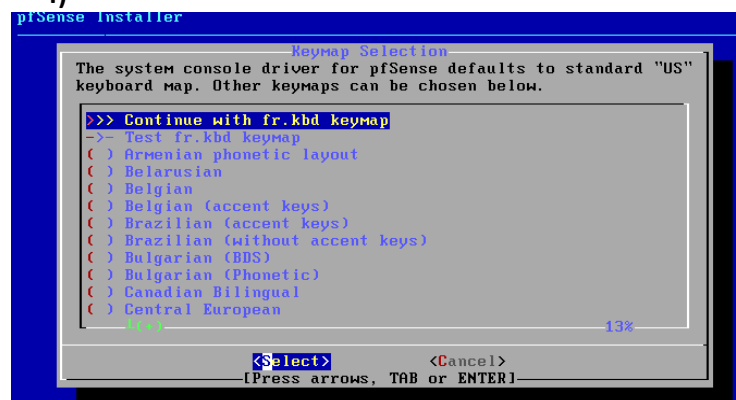 pfSense Installer
Keymap Selection
The system console driver for pfSense defaults to standard "US"
keyboard map. Other keymaps can be chosen below.
>>> Continue with fr.kbd keymap
->- Test fr.kbd keymap
( ) Armenian phonetic layout
( ) Belarusian
( ) Belgian
( ) Belgian (accent keys)
( ) Brazilian (accent keys)
( ) Brazilian (without accent keys)
( ) Bulgarian (BDS)
( ) Bulgarian (Phonetic)
( ) Canadian Bilingual
( ) Central European
(+) 13%
<Select> <Cancel>
[Press arrows, TAB or ENTER]